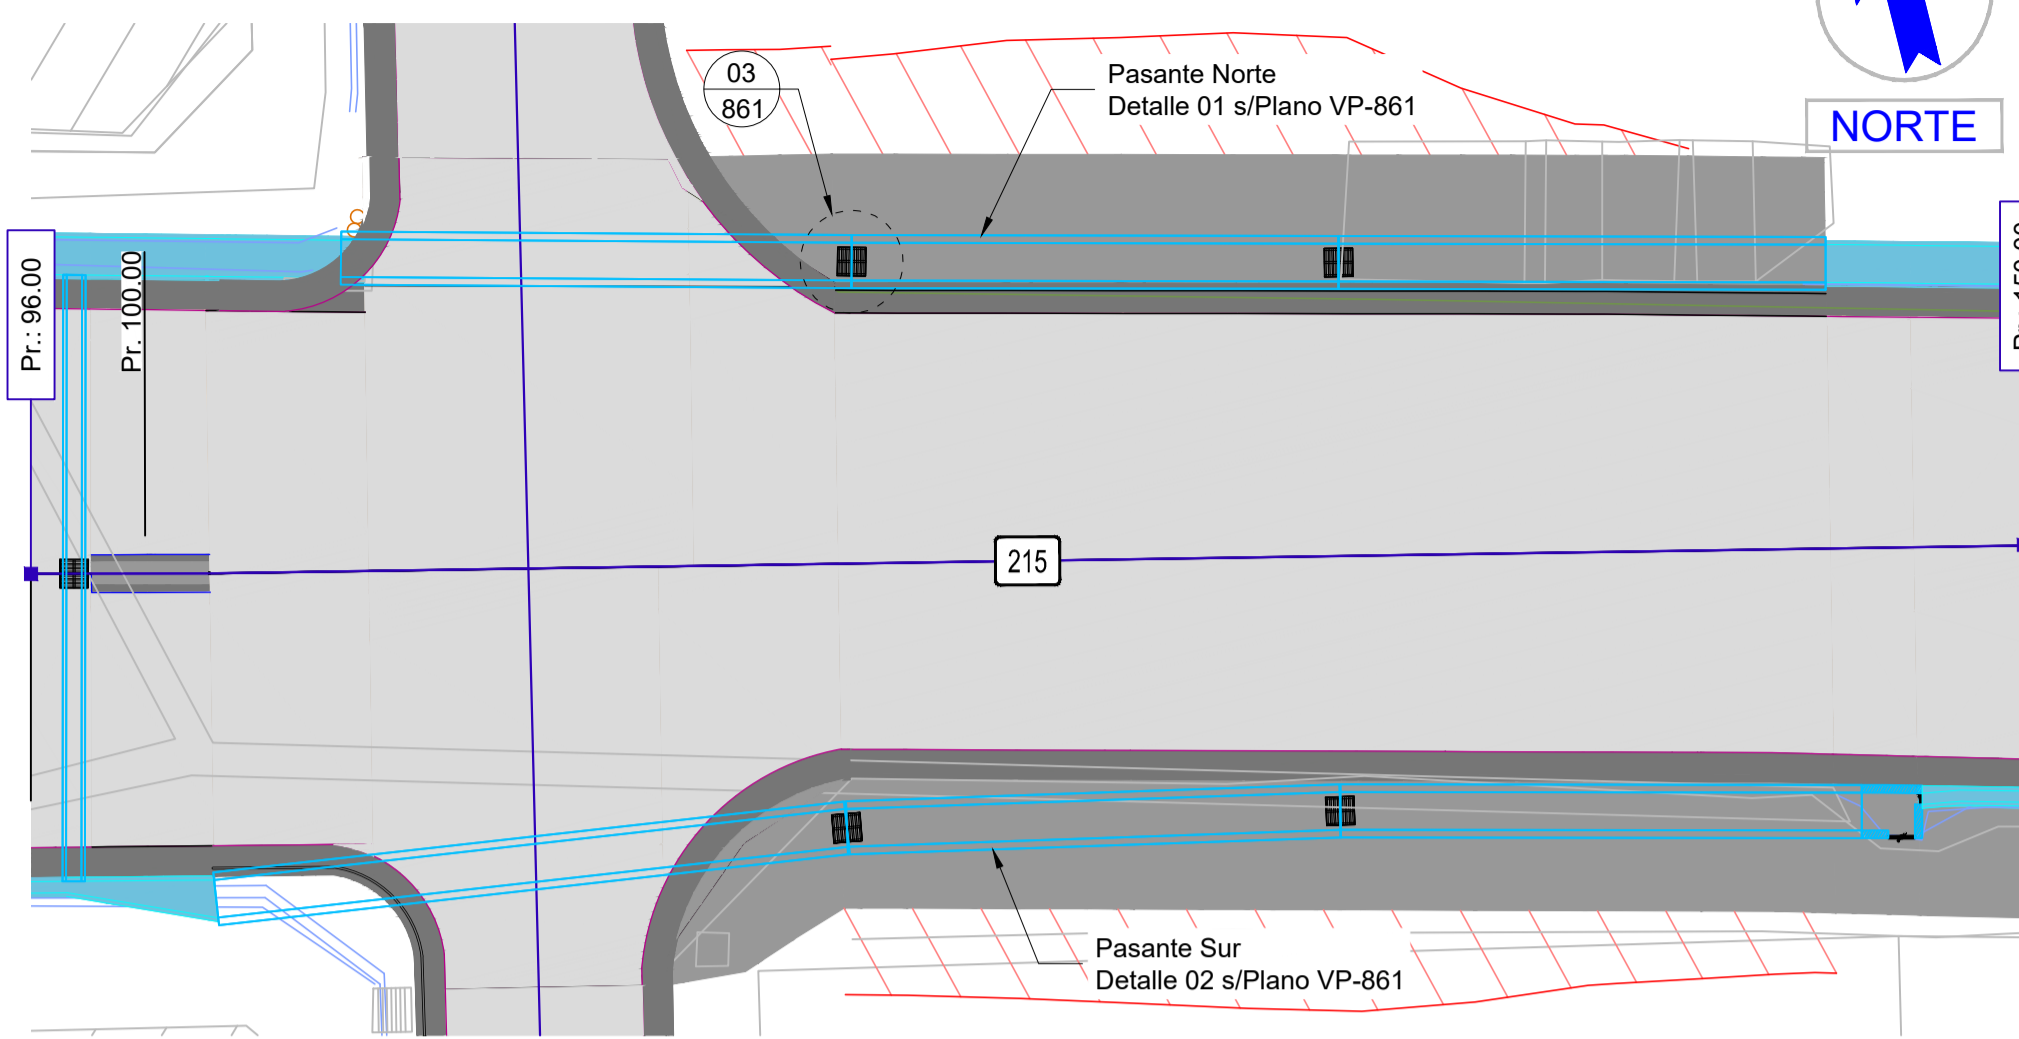 03
861
Pasante Norte
Detalle 01 s/Plano VP-861
NORTE
Pr.: 96.00
Pr. 100.00
215
Pasante Sur
Detalle 02 s/Plano VP-861